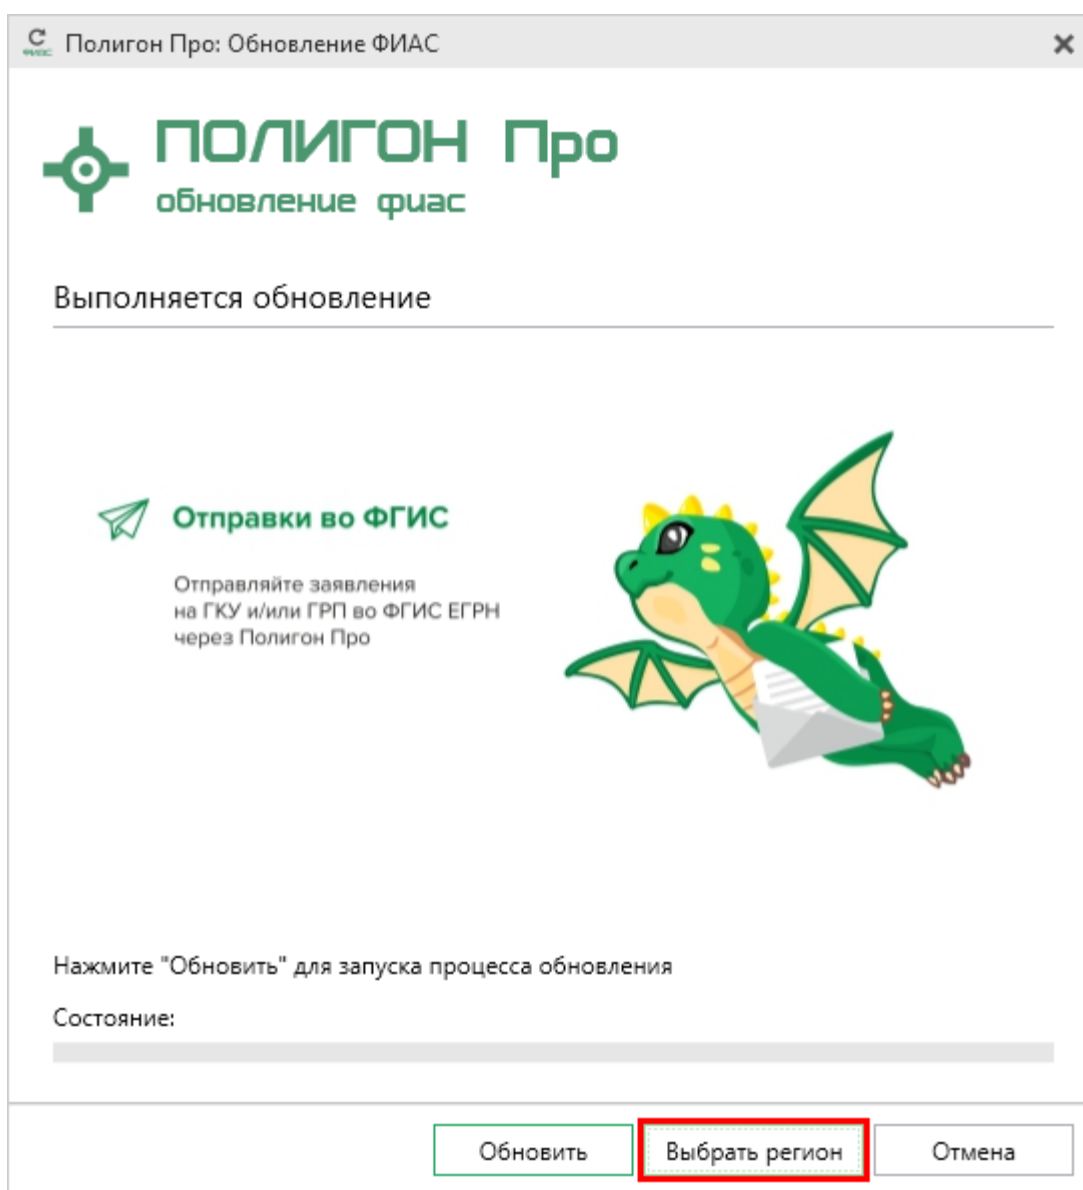 ФИАС
Полигон Про: Обновление ФИАС
ПОЛИГОН Про
обновление фиас
Выполняется обновление
Отправки во ФГИС
Отправляйте заявления
на ГКУ и/или ГРП во ФГИС ЕГРН
через Полигон Про
Нажмите "Обновить" для запуска процесса обновления
Состояние:
Обновить
Выбрать регион
Отмена